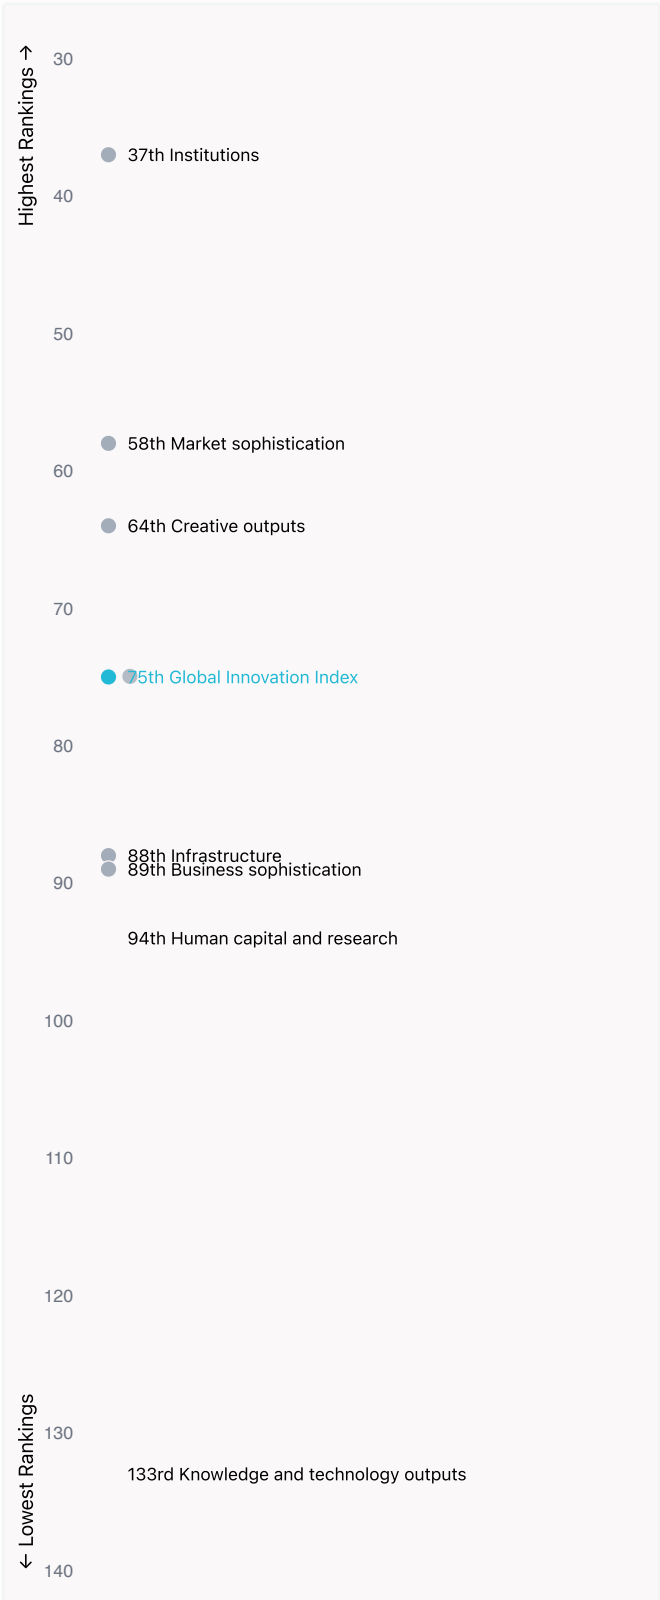 Highest Rankings →
30
37th Institutions
40
50
58th Market sophistication
60
64th Creative outputs
70
75th Global Innovation Index
80
88th Infrastructure
89th Business sophistication
90
94th Human capital and research
100
110
120
← Lowest Rankings
130
133rd Knowledge and technology outputs
140